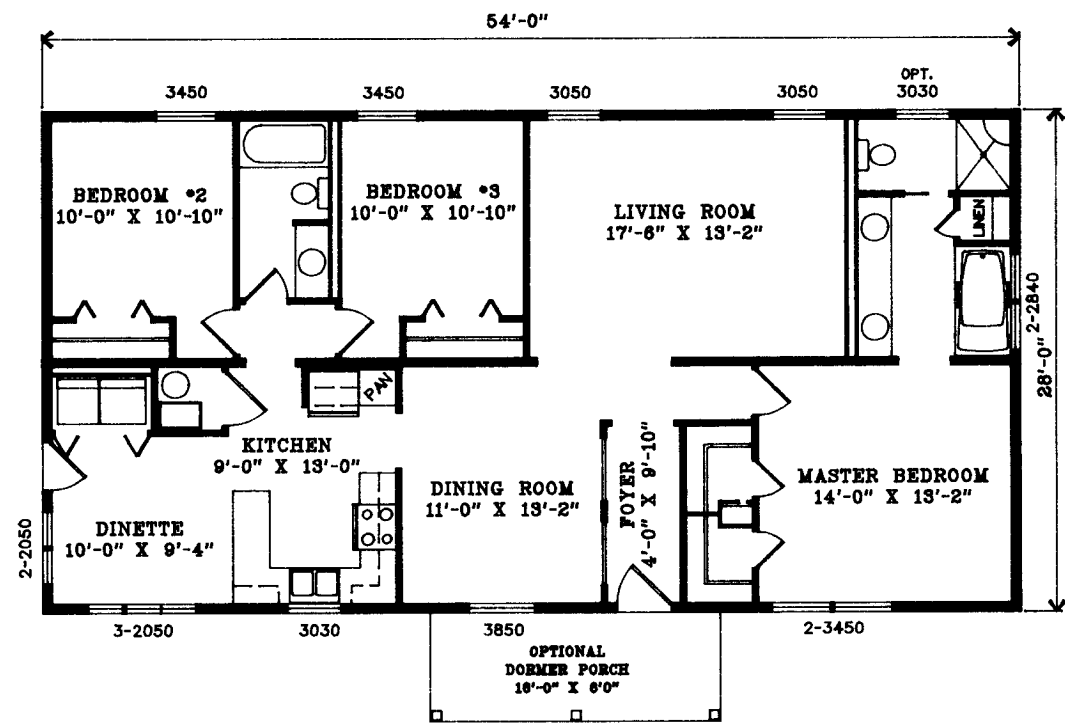 54'-0"
OPT.
3450
3450
3050
3050
3030
BEDROOM #2
10'-0" X 10'-10"
BEDROOM #3
10'-0" X 10'-10"
LIVING ROOM
17'-6" X 13'-2"
LINEN
2-2840
28'-0"
PAN
KITCHEN
9'-0" X 13'-0"
DINING ROOM
11'-0" X 13'-2"
FOYER
4'-0" X 9'-10"
MASTER BEDROOM
14'-0" X 13'-2"
DINETTE
10'-0" X 9'-4"
2-2050
3-2050
3030
3850
2-3450
OPTIONAL
DORMER PORCH
16'-0" X 6'0"